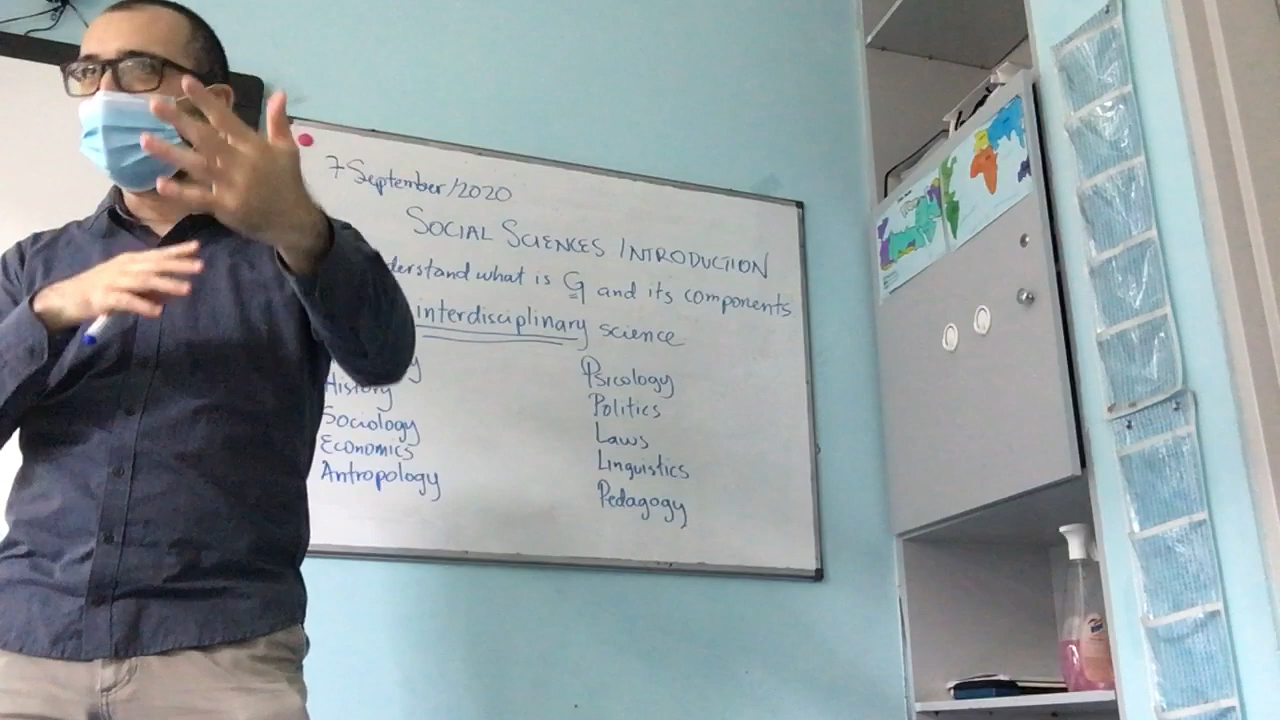 7 September/2020
SOCIAL SCIENCES INTRODUCTION
derstand what is G and its components
interdisciplinary science
History
Sociology
Economics
Antropology
Psicology
Politics
Laws
Linguistics
Pedagogy